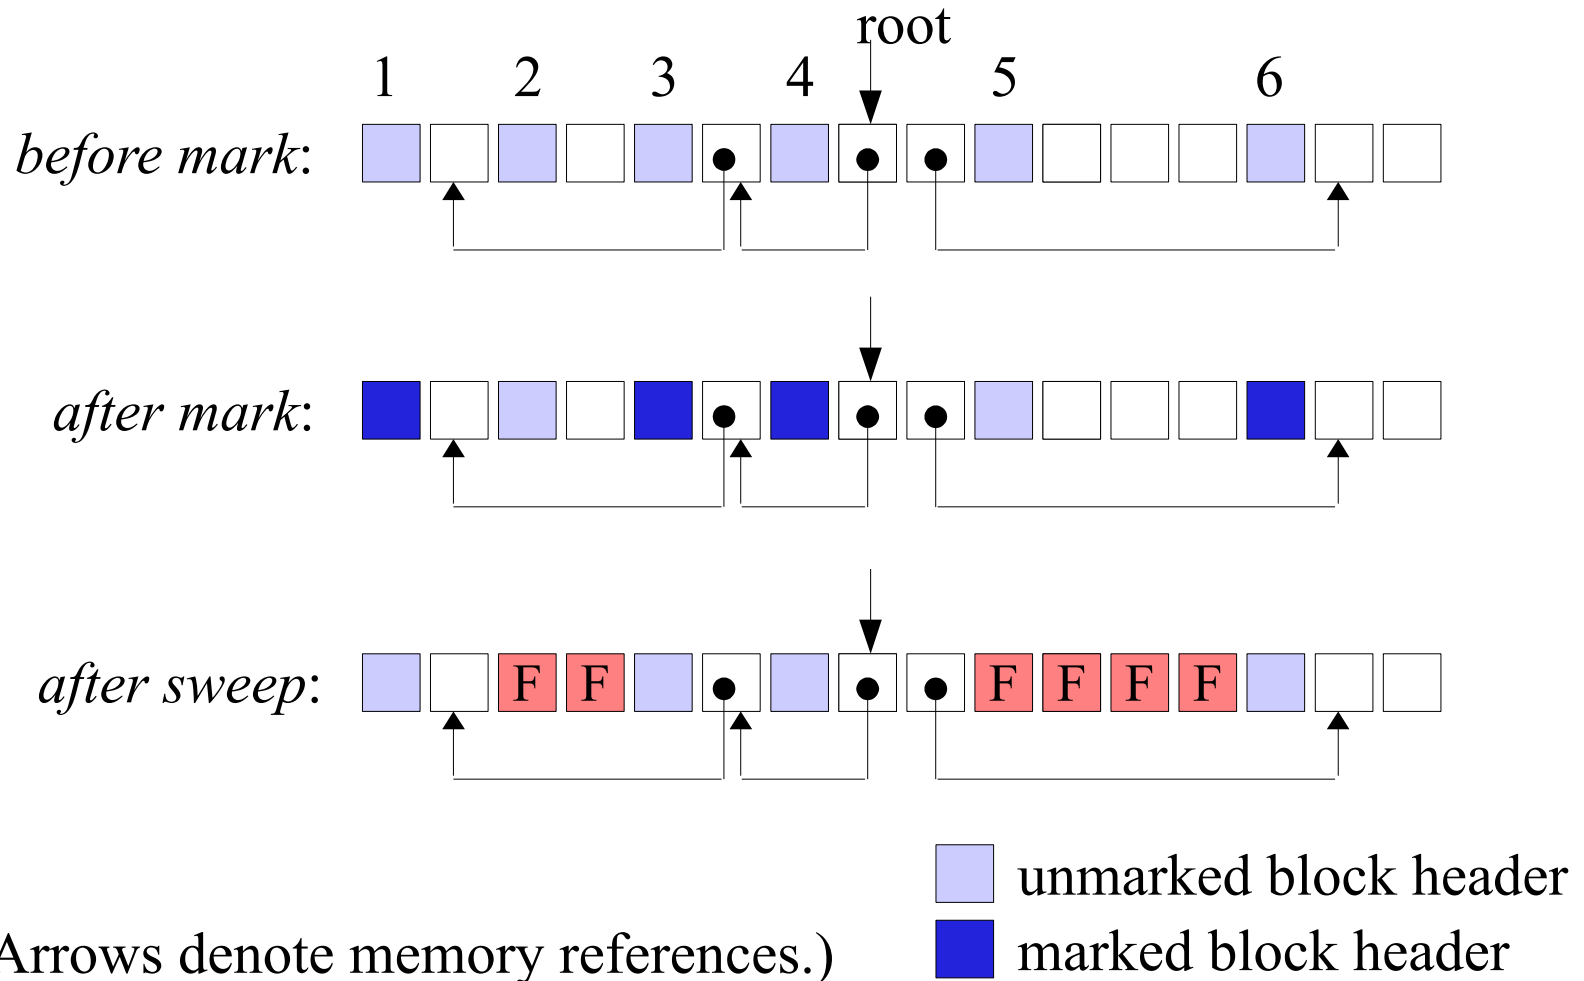 root
1 2 3 4 5 6
before mark:
after mark:
after sweep:
F F F F F F
unmarked block header
Arrows denote memory references.)
marked block header